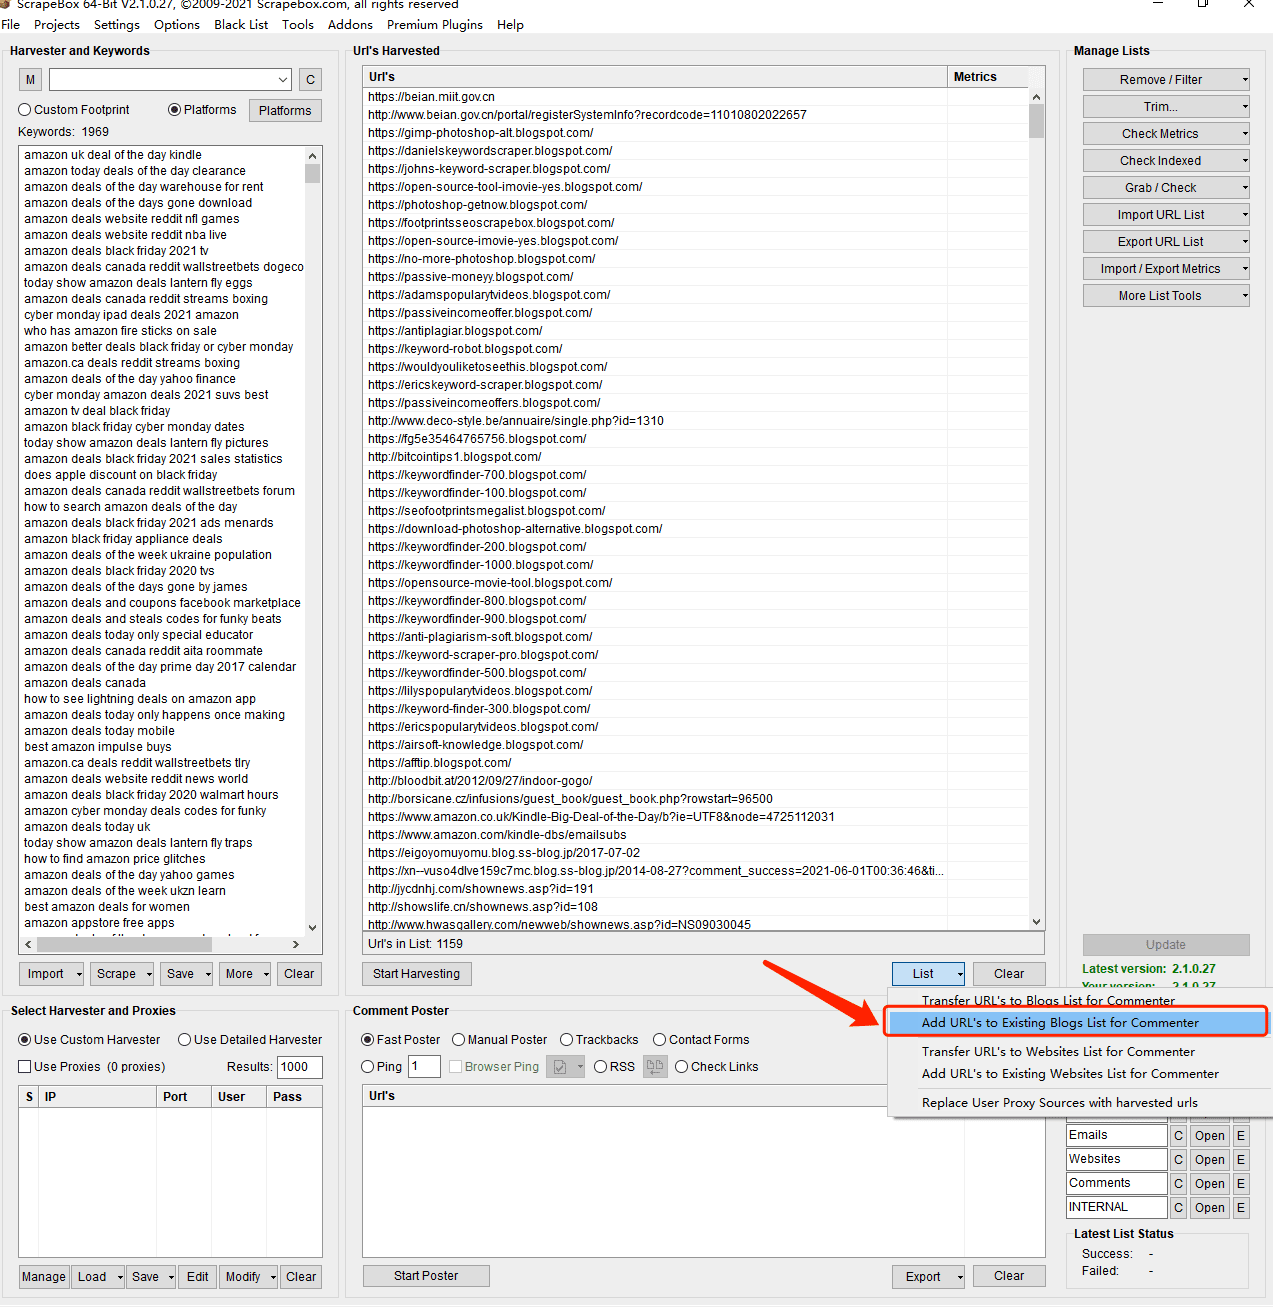 ScrapeBox 64-Bit V2.1.0.27, ©2009-2021 Scrapebox.com, all rights reserved
File Projects Settings Options Black List Tools Addons Premium Plugins Help
Harvester and Keywords
M C
Custom Footprint Platforms Platforms
Keywords: 1969
amazon uk deal of the day kindle
amazon today deals of the day clearance
amazon deals of the day warehouse for rent
amazon deals of the days gone download
amazon deals website reddit nfl games
amazon deals website reddit nba live
amazon deals black friday 2021 tv
amazon deals canada reddit wallstreetbets dogeco
today show amazon deals lantern fly eggs
amazon deals canada reddit streams boxing
cyber monday ipad deals 2021 amazon
who has amazon fire sticks on sale
amazon better deals black friday or cyber monday
amazon.ca deals reddit streams boxing
amazon deals of the day yahoo finance
cyber monday amazon deals 2021 suvs best
amazon tv deal black friday
amazon black friday cyber monday dates
today show amazon deals lantern fly pictures
amazon deals black friday 2021 sales statistics
does apple discount on black friday
amazon deals canada reddit wallstreetbets forum
how to search amazon deals of the day
amazon deals black friday 2021 ads menards
amazon black friday appliance deals
amazon deals of the week ukraine population
amazon deals black friday 2020 tvs
amazon deals of the days gone by james
amazon deals and coupons facebook marketplace
amazon deals and steals codes for funky beats
amazon deals today only special educator
amazon deals canada reddit aita roommate
amazon deals of the day prime day 2017 calendar
amazon deals canada
how to see lightning deals on amazon app
amazon deals today only happens once making
amazon deals today mobile
best amazon impulse buys
amazon.ca deals reddit wallstreetbets tlry
amazon deals website reddit news world
amazon deals black friday 2020 walmart hours
amazon cyber monday deals codes for funky
amazon deals today uk
today show amazon deals lantern fly traps
how to find amazon price glitches
amazon deals of the day yahoo games
amazon deals of the week ukzn learn
best amazon deals for women
amazon appstore free apps
Import Scrape Save More Clear
Url's Harvested
Url's Metrics
https://beian.miit.gov.cn
http://www.beian.gov.cn/portal/registerSystemInfo?recordcode=11010802022657
https://gimp-photoshop-alt.blogspot.com/
https://danielskeywordscraper.blogspot.com/
https://johns-keyword-scraper.blogspot.com/
https://open-source-tool-imovie-yes.blogspot.com/
https://photoshop-getnow.blogspot.com/
https://footprintsseoscrapebox.blogspot.com/
https://open-source-imovie-yes.blogspot.com/
https://no-more-photoshop.blogspot.com/
https://passive-moneyy.blogspot.com/
https://adamspopularytvideos.blogspot.com/
https://passiveincomeoffer.blogspot.com/
https://antiplagiar.blogspot.com/
https://keyword-robot.blogspot.com/
https://wouldyouliketoseethis.blogspot.com/
https://ericskeyword-scraper.blogspot.com/
https://passiveincomeoffers.blogspot.com/
http://www.deco-style.be/annuaire/single.php?id=1310
https://fg5e35464765756.blogspot.com/
http://bitcointips1.blogspot.com/
https://keywordfinder-700.blogspot.com/
https://keywordfinder-100.blogspot.com/
https://seofootprintsmegalist.blogspot.com/
https://download-photoshop-alternative.blogspot.com/
https://keywordfinder-200.blogspot.com/
https://keywordfinder-1000.blogspot.com/
https://opensource-movie-tool.blogspot.com/
https://keywordfinder-800.blogspot.com/
https://keywordfinder-900.blogspot.com/
https://anti-plagiarism-soft.blogspot.com/
https://keyword-scraper-pro.blogspot.com/
https://keywordfinder-500.blogspot.com/
https://lilyspopularytvideos.blogspot.com/
https://keyword-finder-300.blogspot.com/
https://ericspopularytvideos.blogspot.com/
https://airsoft-knowledge.blogspot.com/
https://afftip.blogspot.com/
http://bloodbit.at/2012/09/27/indoor-gogo/
http://borsicane.cz/infusions/guest_book/guest_book.php?rowstart=96500
https://www.amazon.co.uk/Kindle-Big-Deal-of-the-Day/b?ie=UTF8&node=4725112031
https://www.amazon.com/kindle-dbs/emailsubs
https://eigoyomuyomu.blog.ss-blog.jp/2017-07-02
https://xn--vuso4dlve159c7mc.blog.ss-blog.jp/2014-08-27?comment_success=2021-06-01T00:36:46&ti...
http://jycdnhj.com/shownews.asp?id=191
http://showslife.cn/shownews.asp?id=108
http://www.hwasgallery.com/newweb/shownews.asp?id=NS09030045
Url's in List: 1159
Start Harvesting List Clear
Manage Lists
Remove / Filter
Trim...
Check Metrics
Check Indexed
Grab / Check
Import URL List
Export URL List
Import / Export Metrics
More List Tools
Update
Latest version: 2.1.0.27
Your version: 2.1.0.27
Transfer URL's to Blogs List for Commenter
Add URL's to Existing Blogs List for Commenter
Transfer URL's to Websites List for Commenter
Add URL's to Existing Websites List for Commenter
Replace User Proxy Sources with harvested urls
Select Harvester and Proxies
Use Custom Harvester Use Detailed Harvester
Use Proxies (0 proxies) Results: 1000
S IP Port User Pass
Manage Load Save Edit Modify Clear
Comment Poster
Fast Poster Manual Poster Trackbacks Contact Forms
Ping 1 Browser Ping RSS Check Links
Url's
Start Poster Export Clear
Emails C Open E
Websites C Open E
Comments C Open E
INTERNAL C Open E
Latest List Status
Success: -
Failed: -